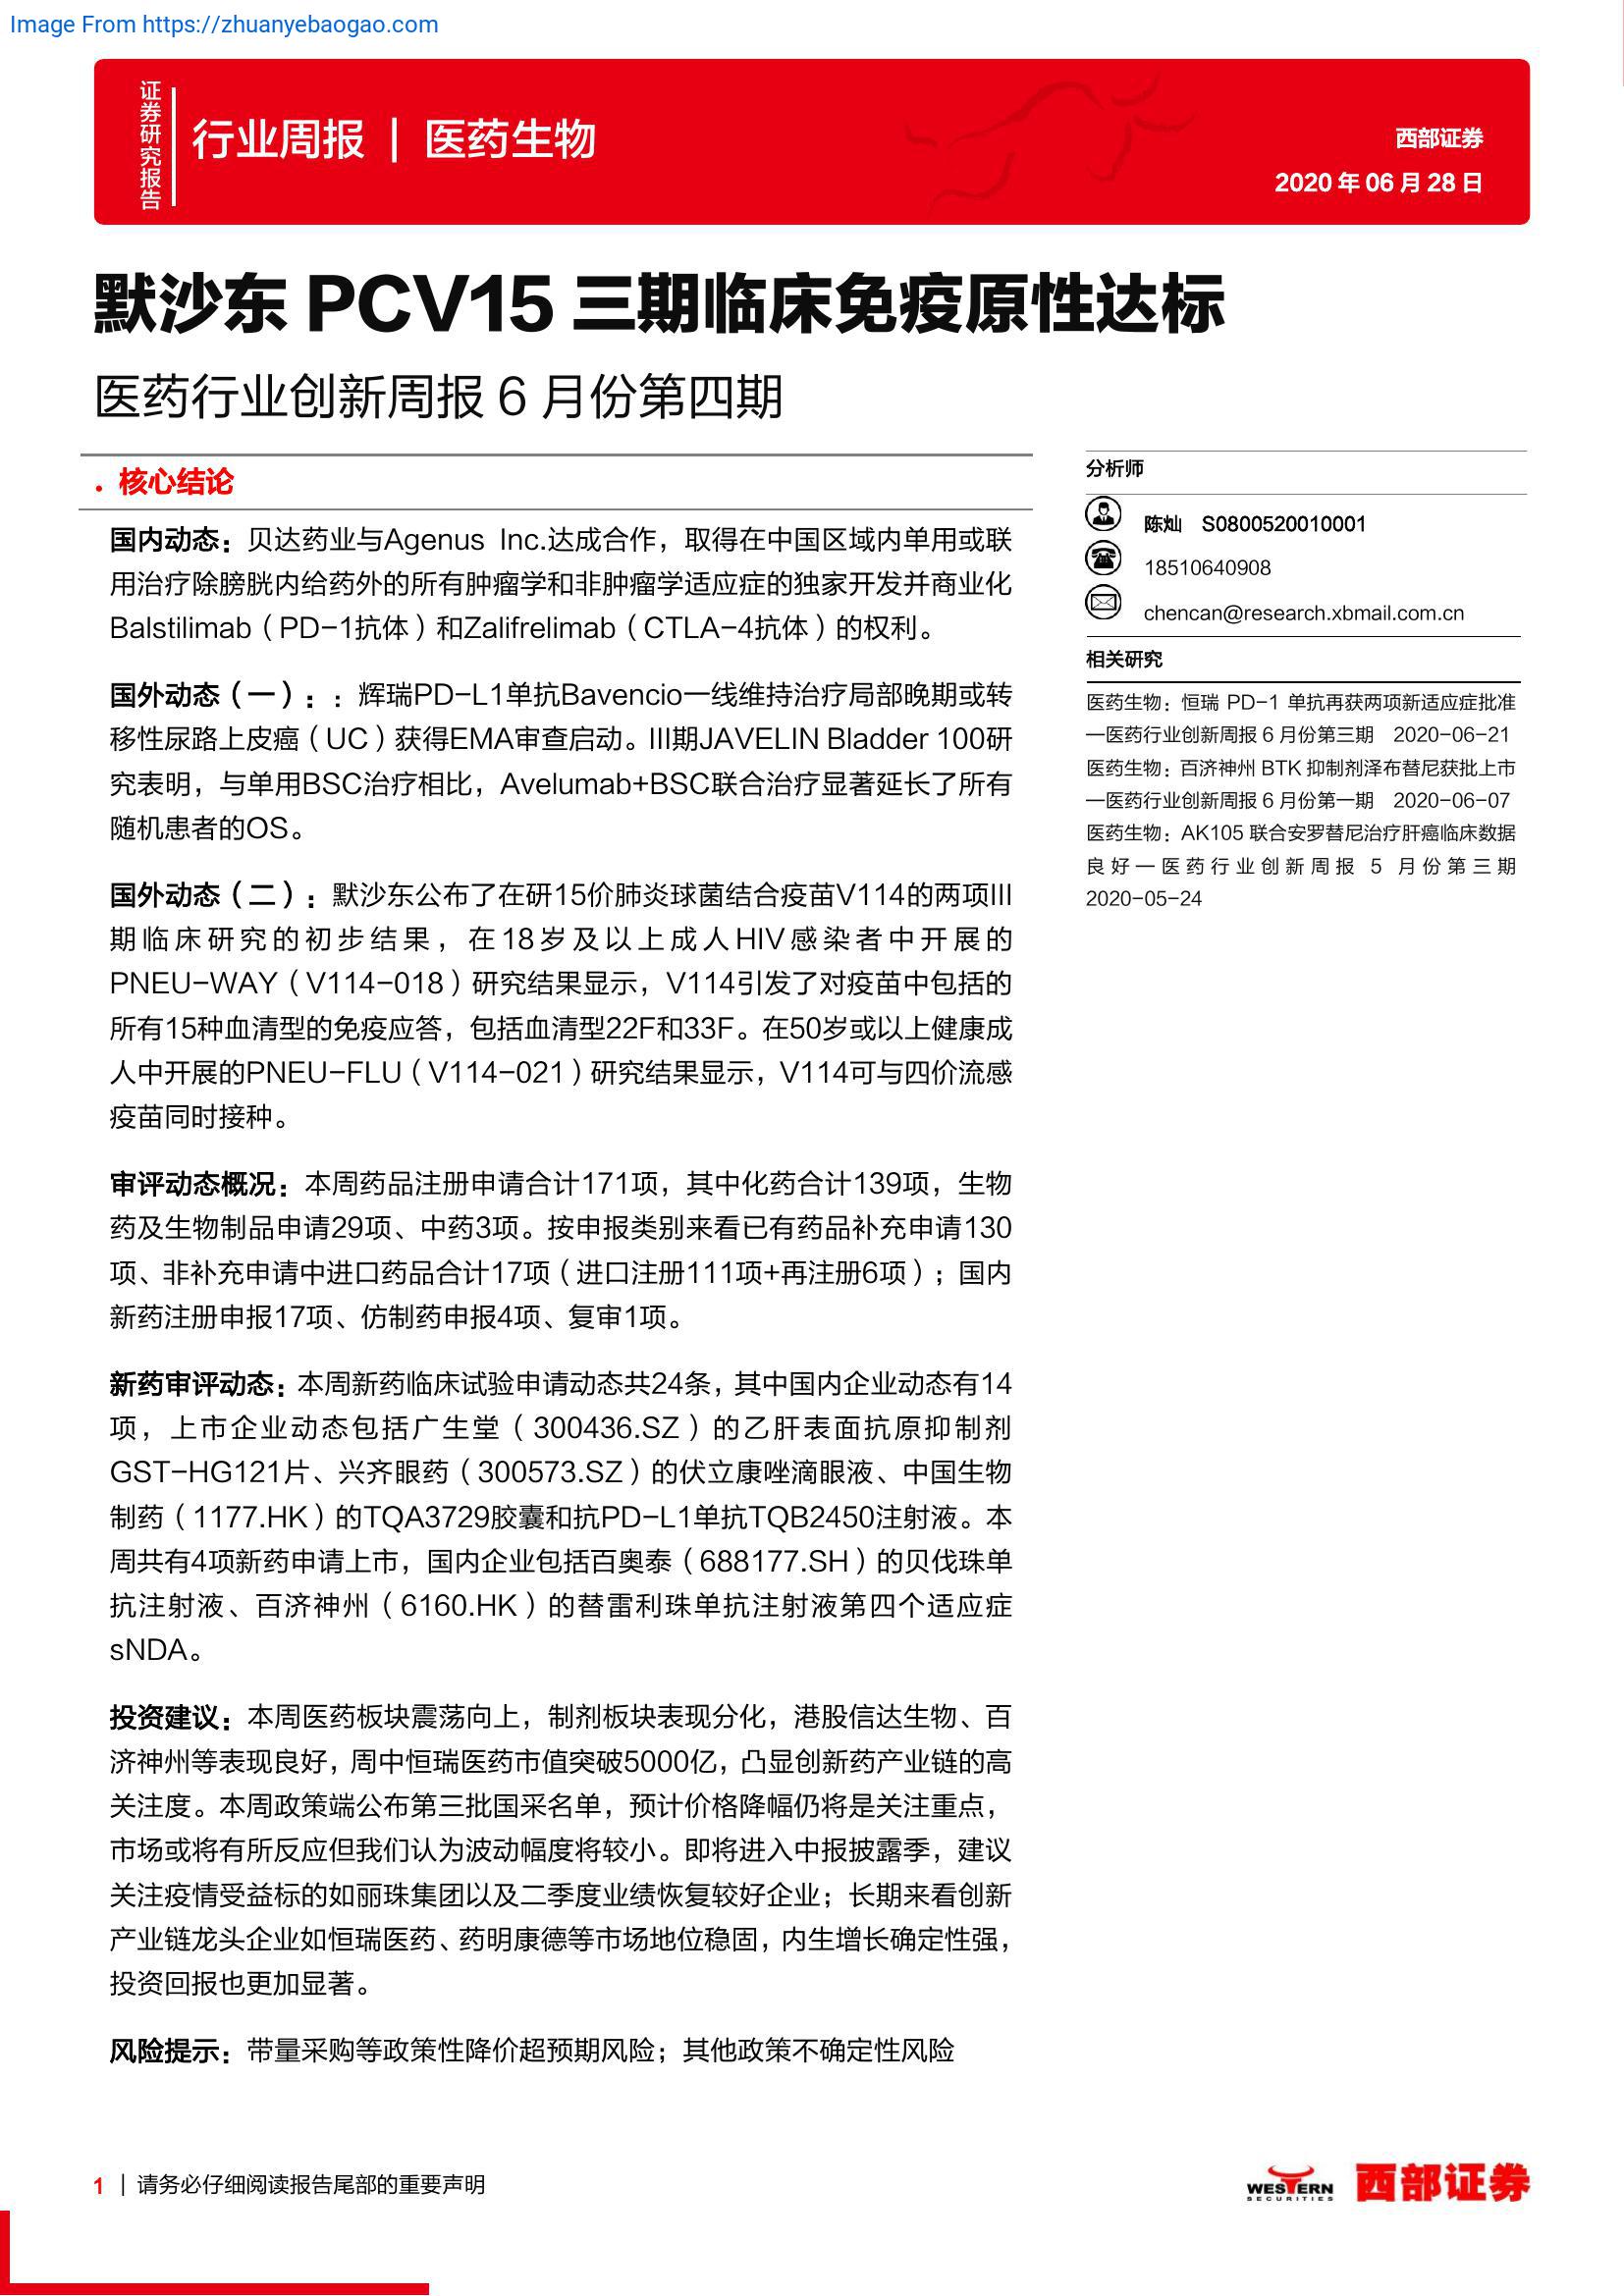 Image From https://zhuanyebaogao.com
证券研究报告
行业周报 | 医药生物
西部证券
2020 年 06 月 28 日
默沙东 PCV15 三期临床免疫原性达标
医药行业创新周报 6 月份第四期
• 核心结论
国内动态：贝达药业与Agenus Inc.达成合作，取得在中国区域内单用或联
用治疗除膀胱内给药外的所有肿瘤学和非肿瘤学适应症的独家开发并商业化
Balstilimab（PD-1抗体）和Zalifrelimab（CTLA-4抗体）的权利。
国外动态（一）：：辉瑞PD-L1单抗Bavencio一线维持治疗局部晚期或转
移性尿路上皮癌（UC）获得EMA审查启动。III期JAVELIN Bladder 100研
究表明，与单用BSC治疗相比，Avelumab+BSC联合治疗显著延长了所有
随机患者的OS。
国外动态（二）：默沙东公布了在研15价肺炎球菌结合疫苗V114的两项III
期临床研究的初步结果，在18岁及以上成人HIV感染者中开展的
PNEU-WAY（V114-018）研究结果显示，V114引发了对疫苗中包括的
所有15种血清型的免疫应答，包括血清型22F和33F。在50岁或以上健康成
人中开展的PNEU-FLU（V114-021）研究结果显示，V114可与四价流感
疫苗同时接种。
审评动态概况：本周药品注册申请合计171项，其中化药合计139项，生物
药及生物制品申请29项、中药3项。按申报类别来看已有药品补充申请130
项、非补充申请中进口药品合计17项（进口注册111项+再注册6项）；国内
新药注册申报17项、仿制药申报4项、复审1项。
新药审评动态：本周新药临床试验申请动态共24条，其中国内企业动态有14
项，上市企业动态包括广生堂（300436.SZ）的乙肝表面抗原抑制剂
GST-HG121片、兴齐眼药（300573.SZ）的伏立康唑滴眼液、中国生物
制药（1177.HK）的TQA3729胶囊和抗PD-L1单抗TQB2450注射液。本
周共有4项新药申请上市，国内企业包括百奥泰（688177.SH）的贝伐珠单
抗注射液、百济神州（6160.HK）的替雷利珠单抗注射液第四个适应症
sNDA。
投资建议：本周医药板块震荡向上，制剂板块表现分化，港股信达生物、百
济神州等表现良好，周中恒瑞医药市值突破5000亿，凸显创新药产业链的高
关注度。本周政策端公布第三批国采名单，预计价格降幅仍将是关注重点，
市场或将有所反应但我们认为波动幅度将较小。即将进入中报披露季，建议
关注疫情受益标的如丽珠集团以及二季度业绩恢复较好企业；长期来看创新
产业链龙头企业如恒瑞医药、药明康德等市场地位稳固，内生增长确定性强，
投资回报也更加显著。
风险提示：带量采购等政策性降价超预期风险；其他政策不确定性风险
分析师
陈灿 S0800520010001
18510640908
chencan@research.xbmail.com.cn
相关研究
医药生物：恒瑞 PD-1 单抗再获两项新适应症批准
—医药行业创新周报 6 月份第三期 2020-06-21
医药生物：百济神州 BTK 抑制剂泽布替尼获批上市
—医药行业创新周报 6 月份第一期 2020-06-07
医药生物：AK105 联合安罗替尼治疗肝癌临床数据
良好—医药行业创新周报 5 月份第三期
2020-05-24
1 | 请务必仔细阅读报告尾部的重要声明
WESTERN
SECURITIES
西部证券